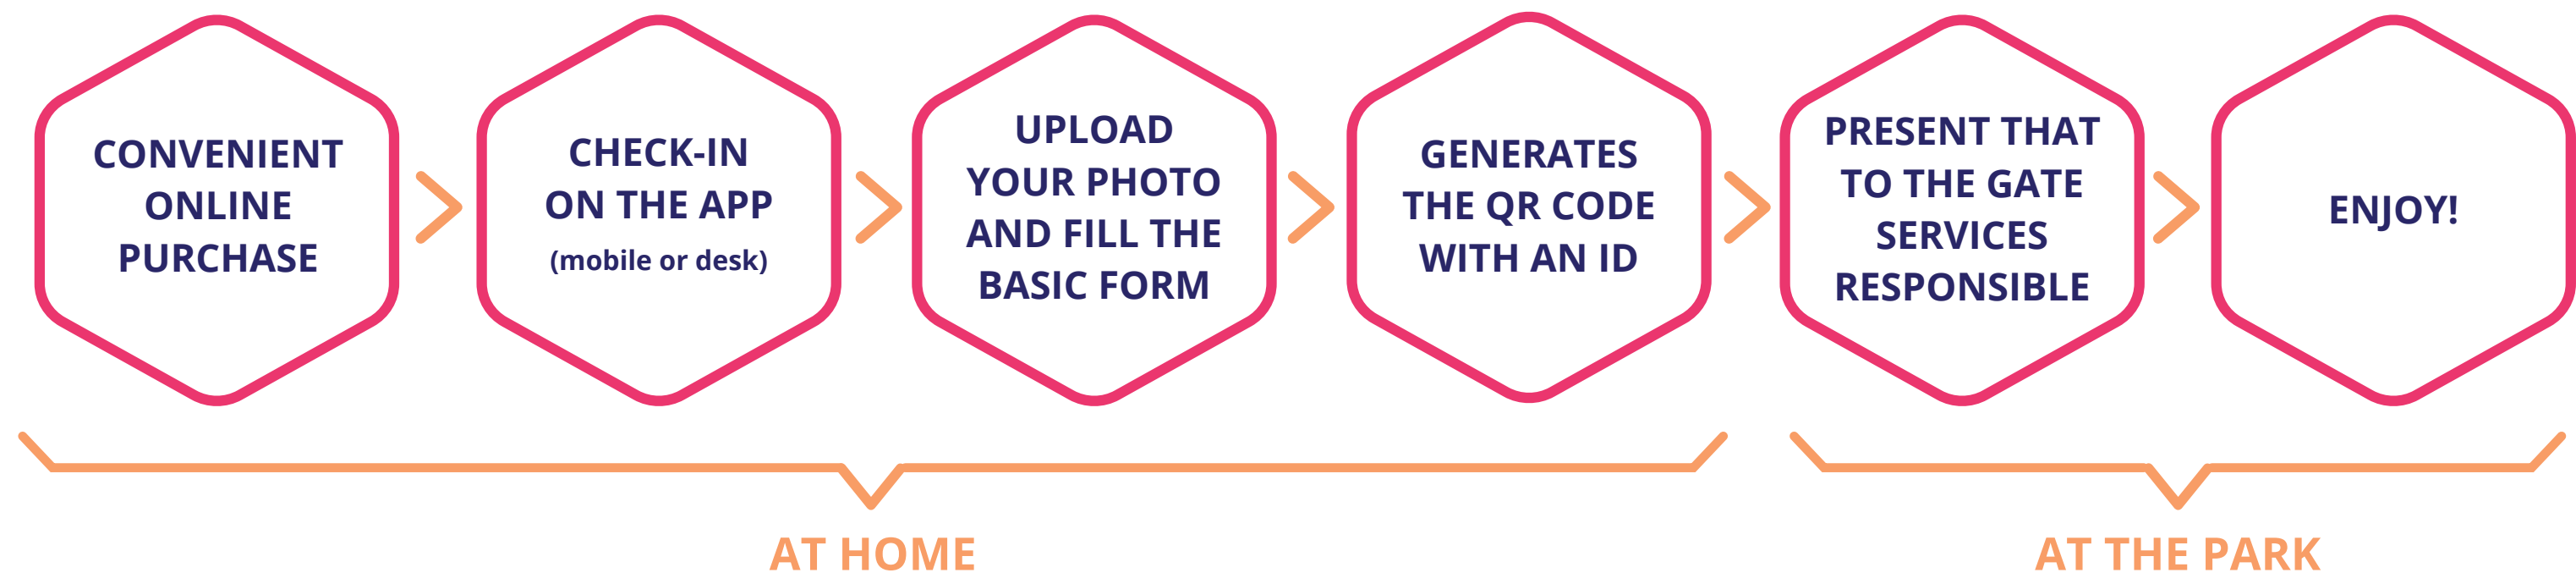 CONVENIENT
ONLINE
PURCHASE
CHECK-IN
ON THE APP
(mobile or desk)
UPLOAD
YOUR PHOTO
AND FILL THE
BASIC FORM
GENERATES
THE QR CODE
WITH AN ID
PRESENT THAT
TO THE GATE
SERVICES
RESPONSIBLE
ENJOY!
AT HOME
AT THE PARK